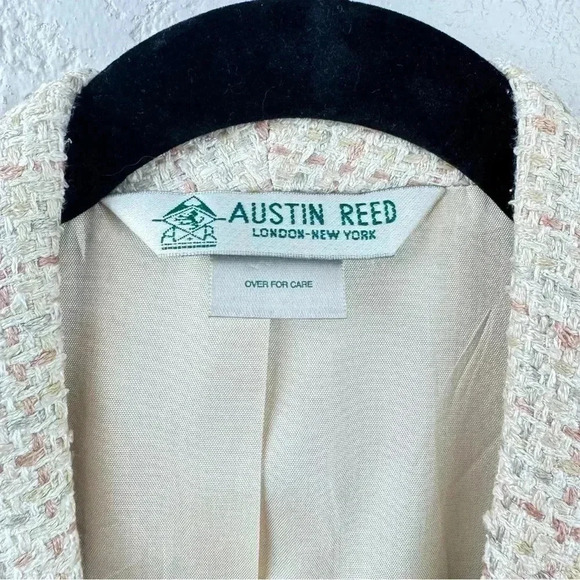 AUSTIN REED
LONDON-NEW YORK
OVER FOR CARE